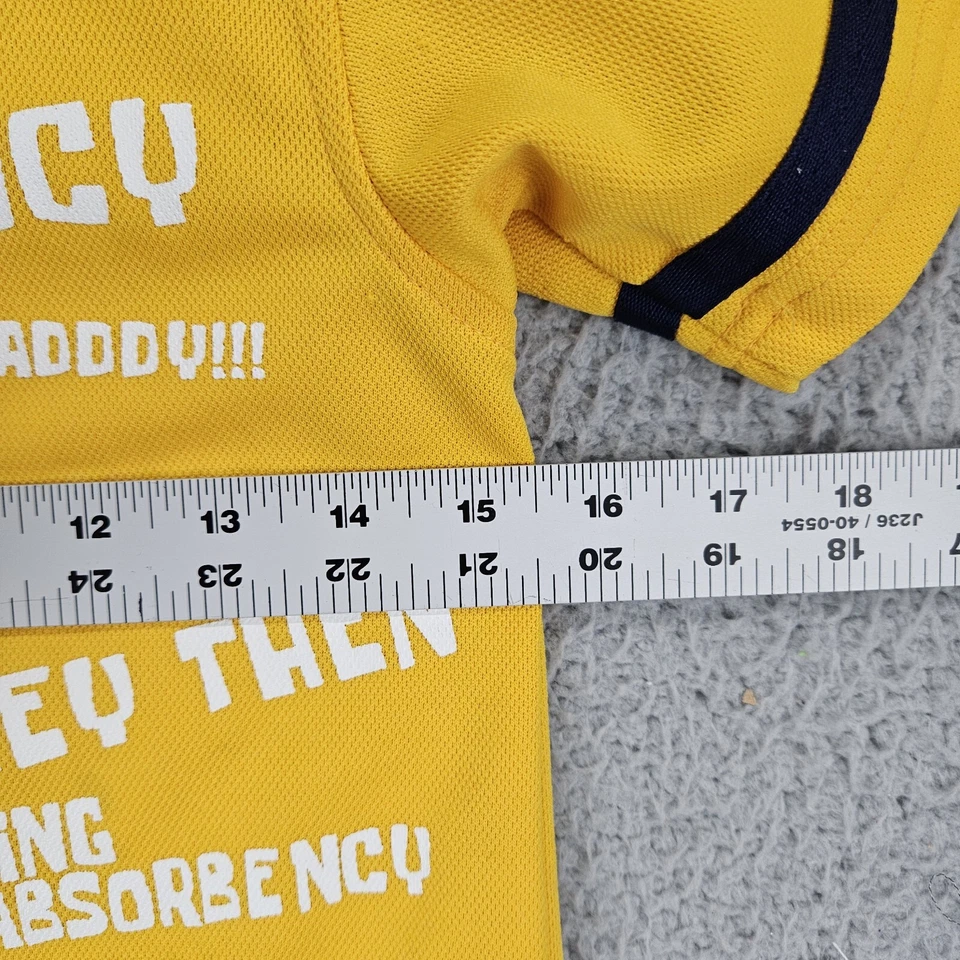 NCY
ADDDY!!!
12 13 14 15 16 17 18
J236 / 40-0554
24 23 22 21 20 19 18
EY THEN
ING
ABSORBENCY